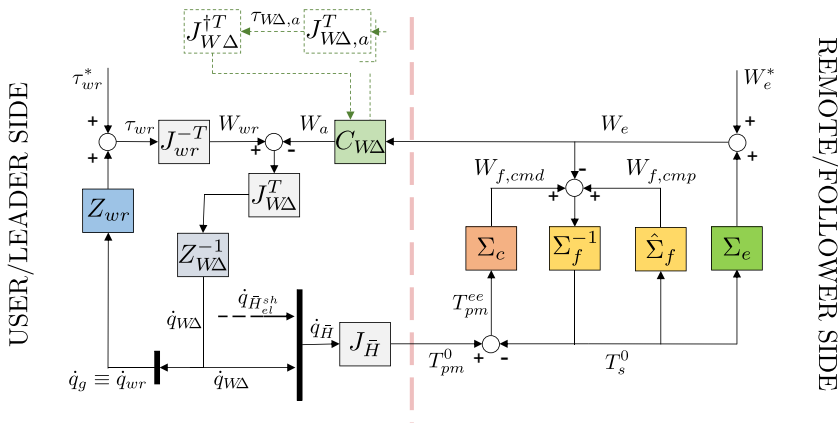 USER/LEADER SIDE
REMOTE/FOLLOWER SIDE
J_{WΔ}^{†T}
τ_{WΔ,a}
J_{WΔ,a}^{T}
τ_{wr}^{*}
W_e^{*}
+
+
τ_{wr}
J_{wr}^{-T}
W_{wr}
+
-
W_a
C_{WΔ}
W_e
+
+
J_{WΔ}^{T}
W_{f,cmd}
-
+
+
W_{f,cmp}
Z_{wr}
Z_{WΔ}^{-1}
Σ_c
Σ_f^{-1}
Σ̂_f
Σ_e
q̇_{WΔ}
q̇_{H̄_{el}^{sh}}
q̇_{H̄}
J_{H̄}
T_{pm}^{ee}
T_{pm}^{0}
+
-
T_s^{0}
q̇_g ≡ q̇_{wr}
q̇_{WΔ}